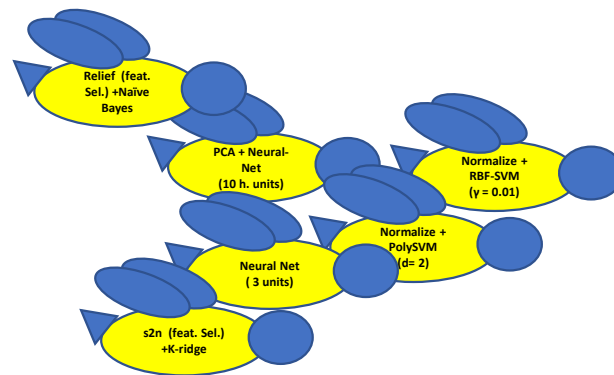 Relief (feat.
Sel.) +Naïve
Bayes
PCA + Neural-
Net
(10 h. units)
Normalize +
RBF-SVM
(γ = 0.01)
Normalize +
PolySVM
(d= 2)
Neural Net
( 3 units)
s2n (feat. Sel.)
+K-ridge